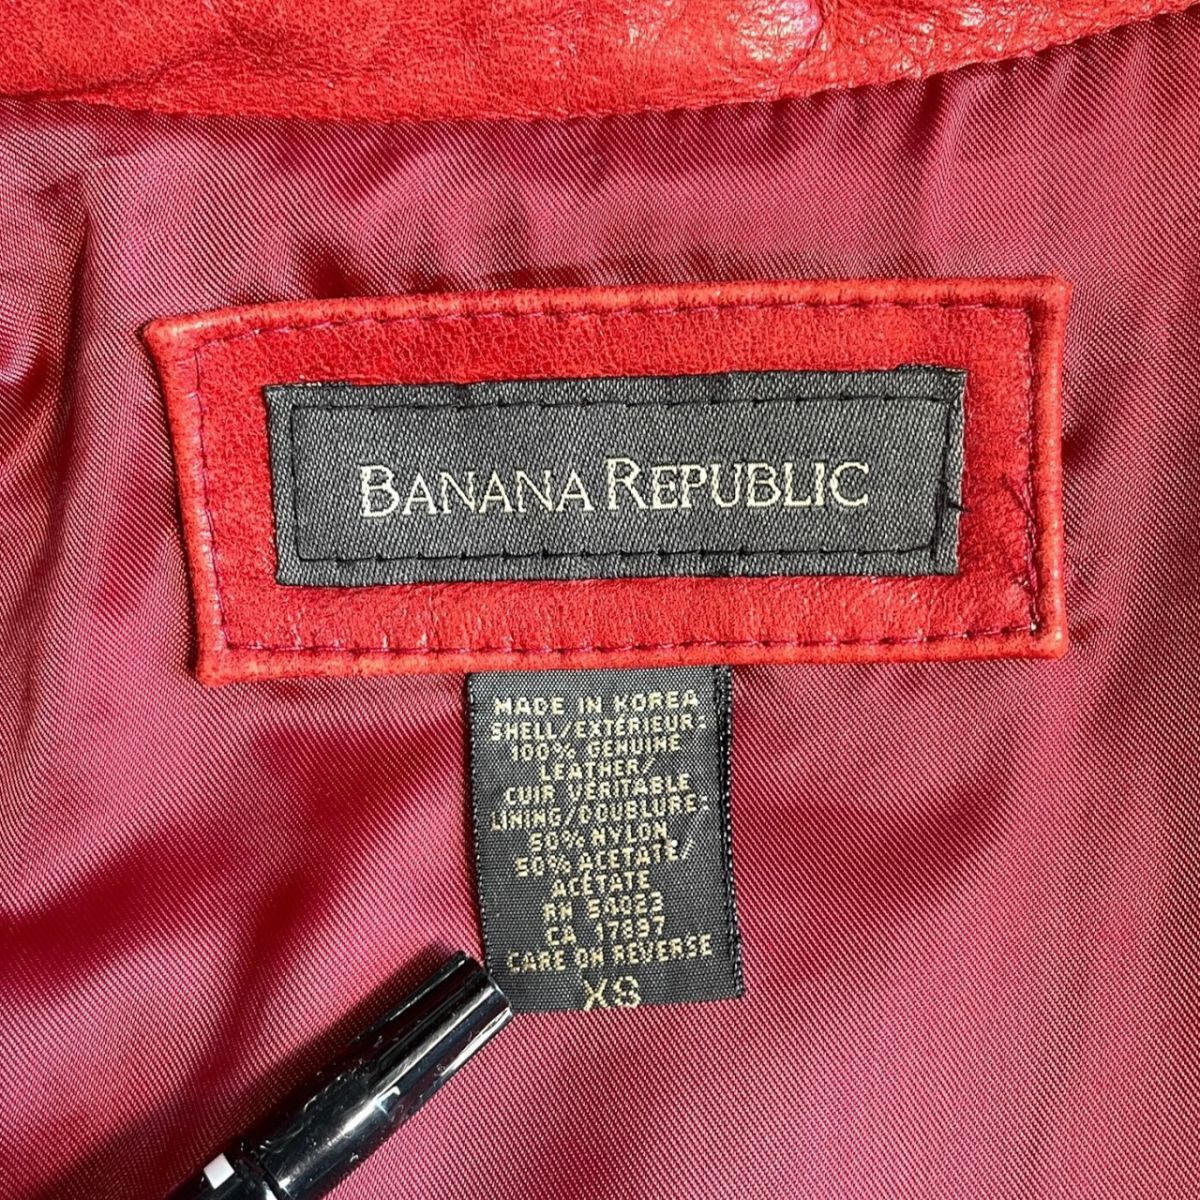 BANANA REPUBLIC
MADE IN KOREA
SHELL/EXTÉRIEUR:
100% GENUINE
LEATHER/
CUIR VÉRITABLE
LINING/DOUBLURE:
50% NYLON
50% ACETATE/
ACÉTATE
RN 54023
CA 17897
CARE ON REVERSE
XS